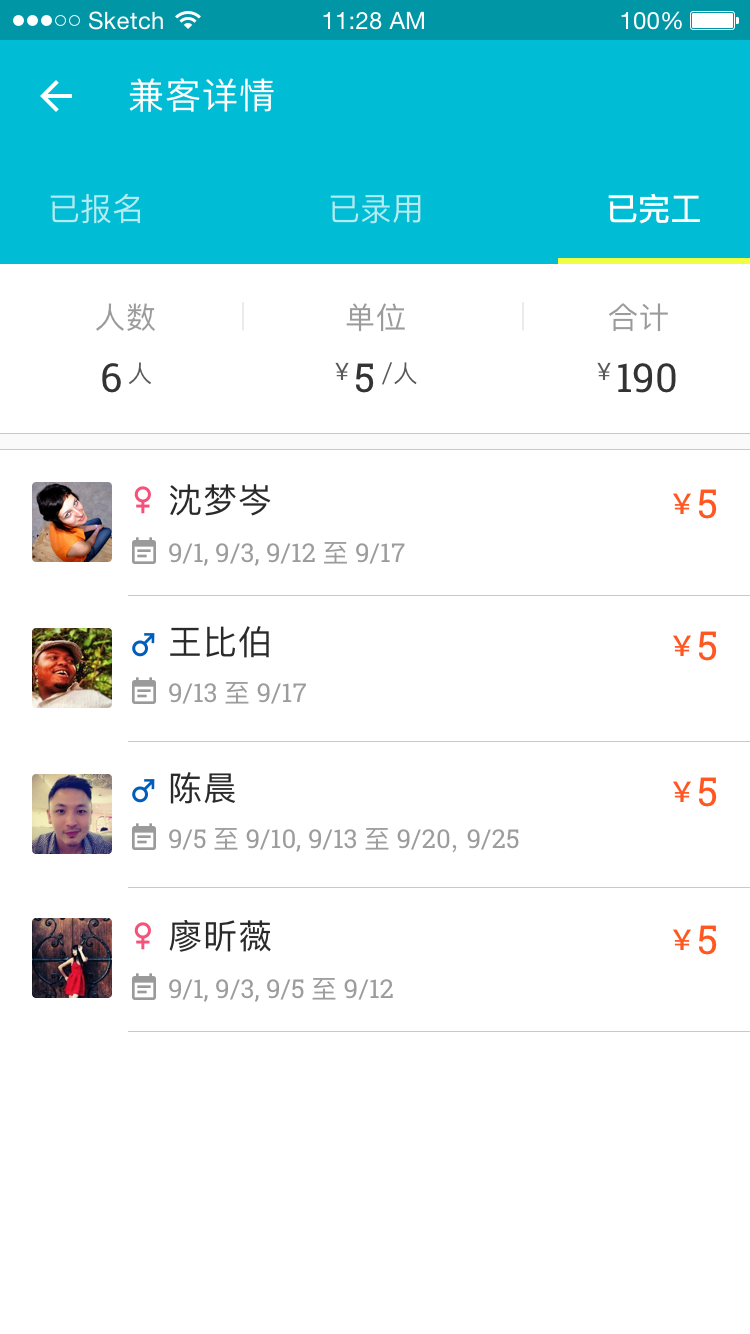 Sketch 11:28 AM 100%
兼客详情
已报名 已录用 已完工
人数 单位 合计
6人 ¥5/人 ¥190
沈梦岑 ¥5
9/1, 9/3, 9/12 至 9/17
王比伯 ¥5
9/13 至 9/17
陈晨 ¥5
9/5 至 9/10, 9/13 至 9/20, 9/25
廖昕薇 ¥5
9/1, 9/3, 9/5 至 9/12